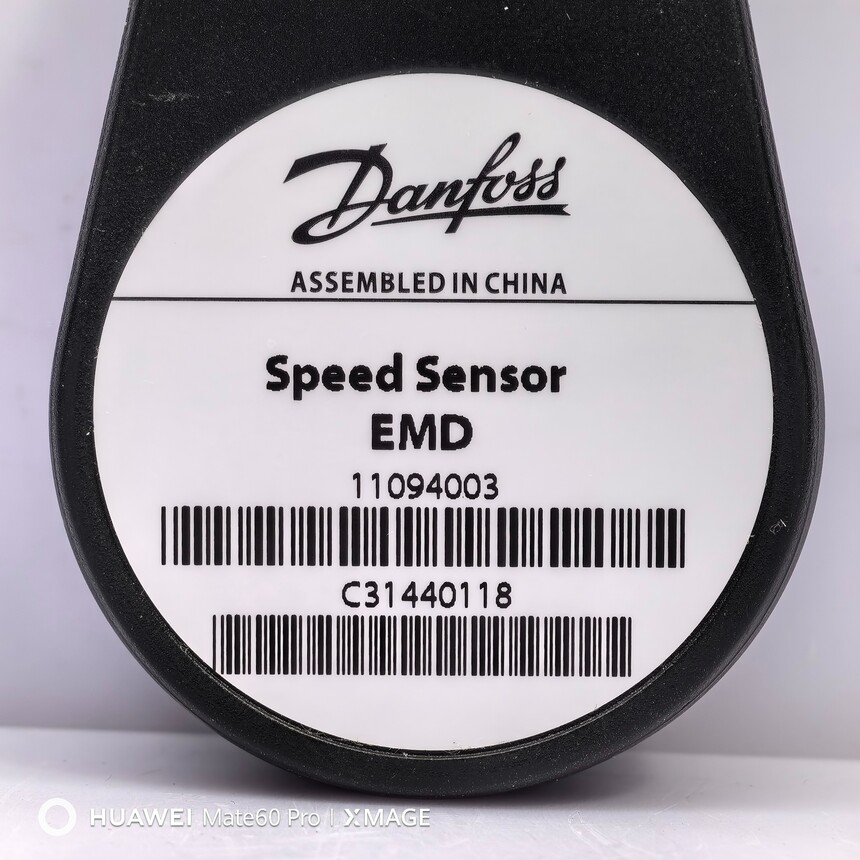 Danfoss
ASSEMBLED IN CHINA
Speed Sensor
EMD
11094003
C31440118
HUAWEI Mate60 Pro | XMAGE